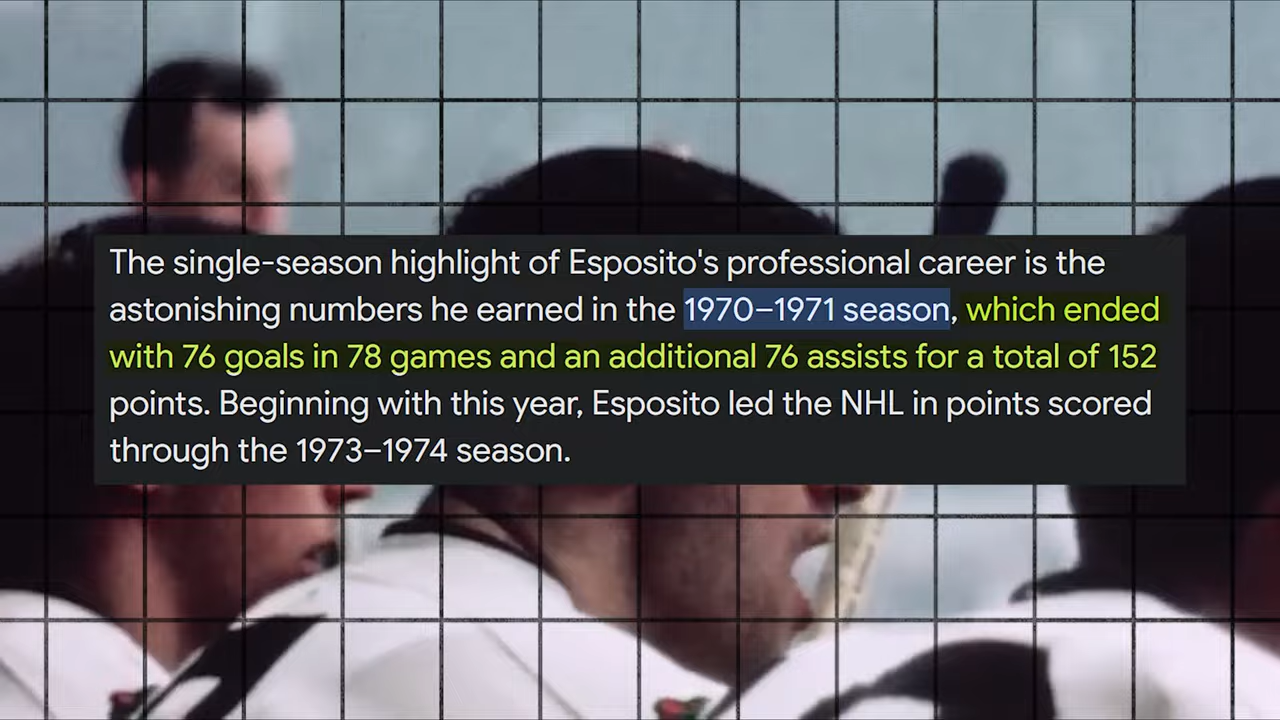 The single-season highlight of Esposito's professional career is the
astonishing numbers he earned in the 1970–1971 season, which ended
with 76 goals in 78 games and an additional 76 assists for a total of 152
points. Beginning with this year, Esposito led the NHL in points scored
through the 1973–1974 season.